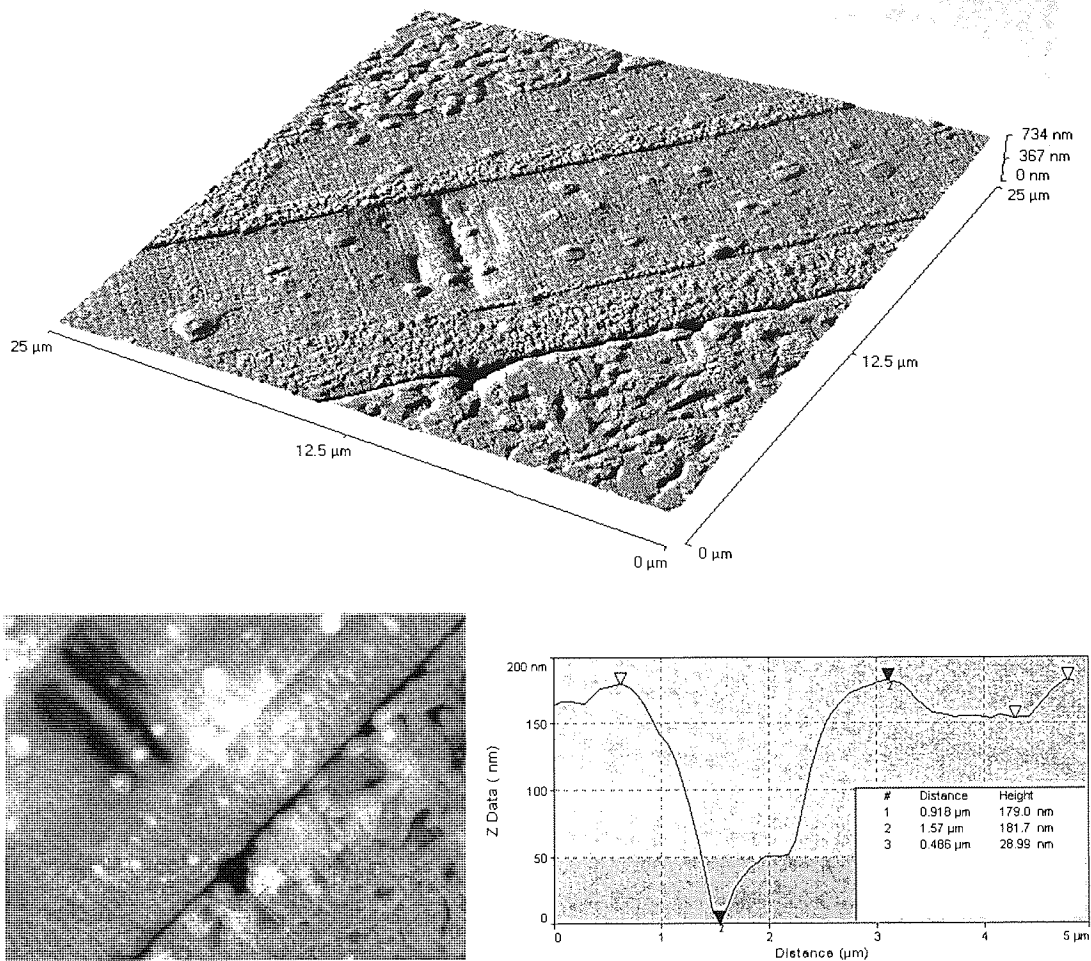 734 nm
367 nm
0 nm
25 µm
25 µm
12.5 µm
12.5 µm
0 µm
0 µm
200 nm
150
100
50
0
Z Data ( nm)
# Distance Height
1 0.918 µm 179.0 nm
2 1.57 µm 181.7 nm
3 0.486 µm 28.99 nm
2
2
0 1 2 3 4 5 µm
Distance (µm)